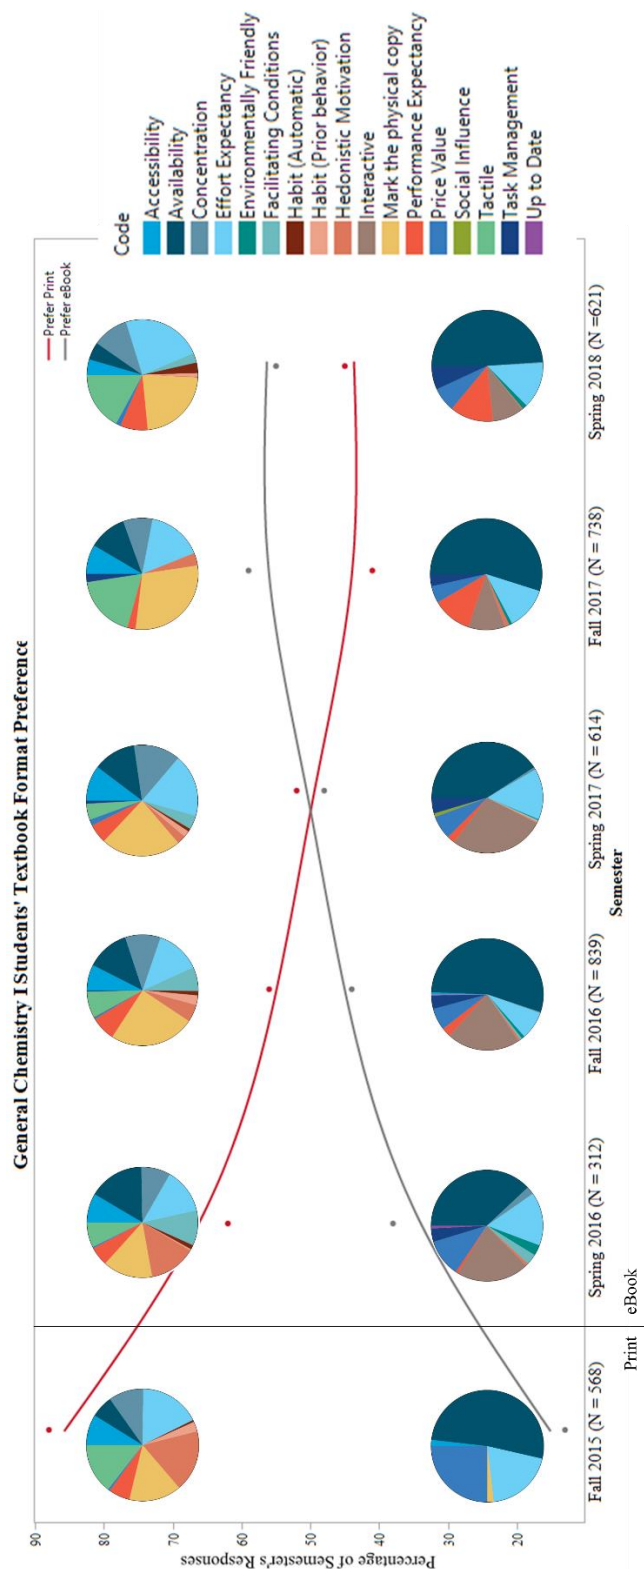 General Chemistry I Students' Textbook Format Preference
Prefer Print
Prefer eBook
Code
Accessibility
Availability
Concentration
Effort Expectancy
Environmentally Friendly
Facilitating Conditions
Habit (Automatic)
Habit (Prior behavior)
Hedonistic Motivation
Interactive
Mark the physical copy
Performance Expectancy
Price Value
Social Influence
Tactile
Task Management
Up to Date
Percentage of Semester's Responses
90
80
70
60
50
40
30
20
Fall 2015 (N = 568)
Spring 2016 (N = 312)
Fall 2016 (N = 839)
Spring 2017 (N = 614)
Fall 2017 (N = 738)
Spring 2018 (N =621)
Semester
Print
eBook